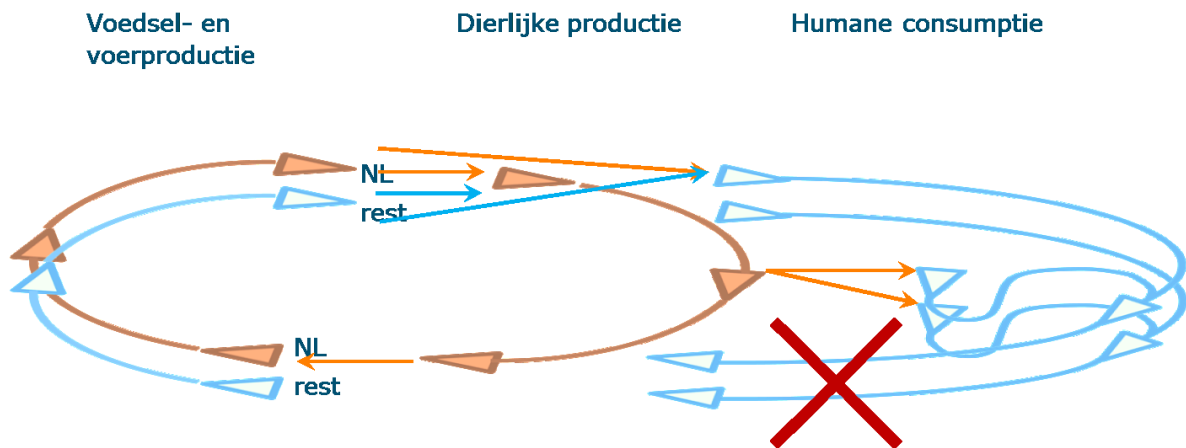 Voedsel- en
voerproductie
Dierlijke productie
Humane consumptie
NL
rest
NL
rest